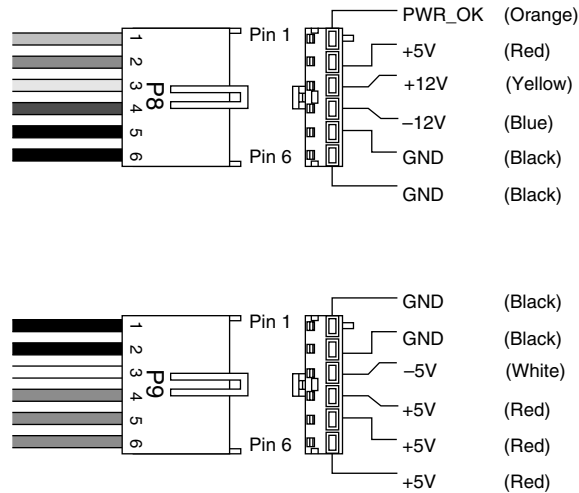 PWR_OK (Orange)
1 Pin 1
+5V (Red)
2
3 +12V (Yellow)
P8
4
–12V (Blue)
5
6 Pin 6 GND (Black)
GND (Black)
GND (Black)
1 Pin 1
GND (Black)
2
3 –5V (White)
P9
4
+5V (Red)
5
6 Pin 6 +5V (Red)
+5V (Red)